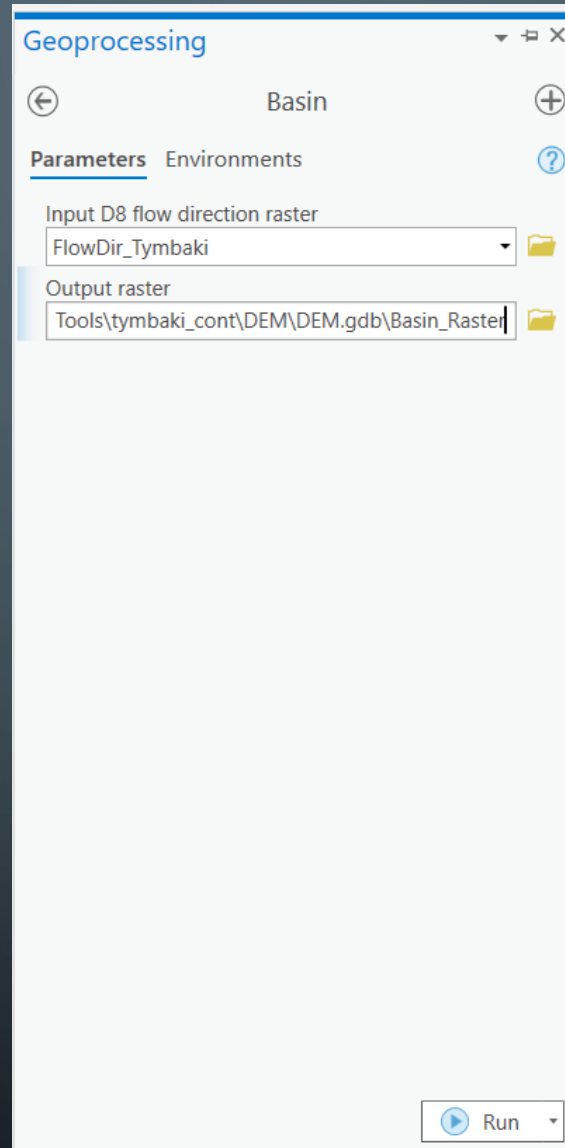 Geoprocessing
Basin
Parameters Environments
Input D8 flow direction raster
FlowDir_Tymbaki
Output raster
Tools\tymbaki_cont\DEM\DEM.gdb\Basin_Raster
Run